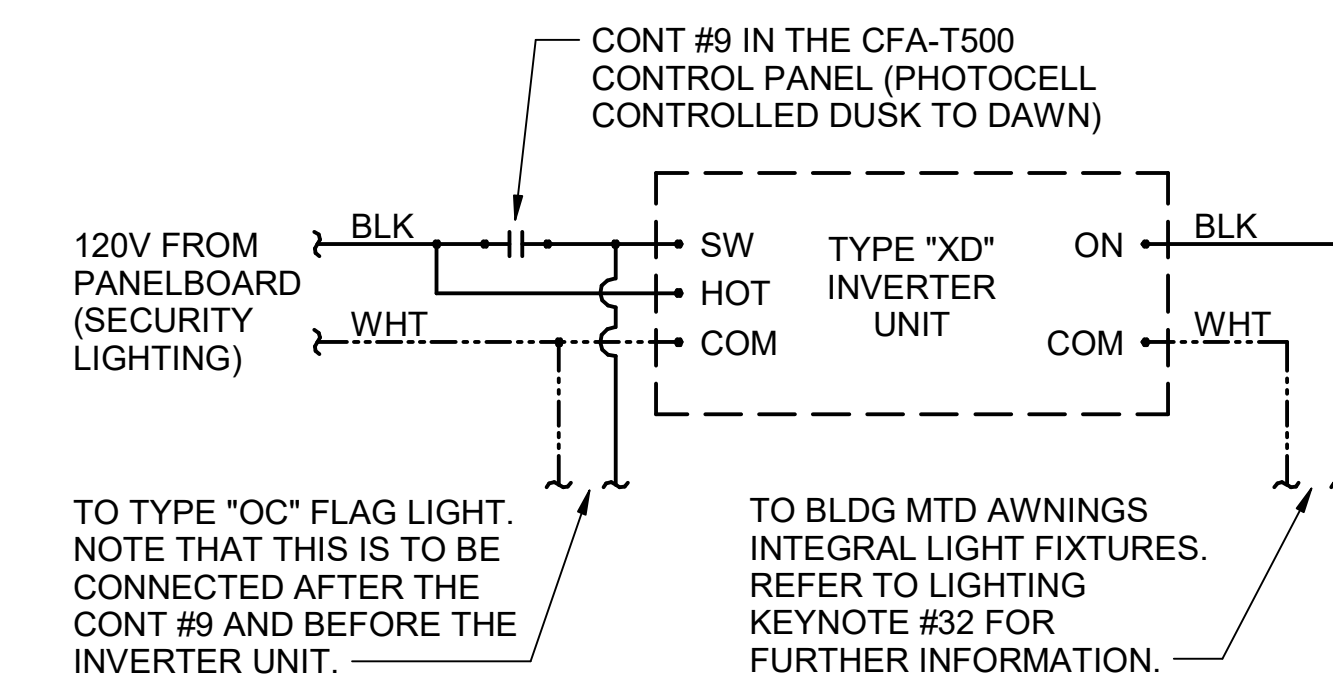 CONT #9 IN THE CFA-T500
CONTROL PANEL (PHOTOCELL
CONTROLLED DUSK TO DAWN)
120V FROM
PANELBOARD
(SECURITY
LIGHTING)
BLK
WHT
SW
HOT
COM
TYPE "XD"
INVERTER
UNIT
ON
COM
BLK
WHT
TO TYPE "OC" FLAG LIGHT.
NOTE THAT THIS IS TO BE
CONNECTED AFTER THE
CONT #9 AND BEFORE THE
INVERTER UNIT.
TO BLDG MTD AWNINGS
INTEGRAL LIGHT FIXTURES.
REFER TO LIGHTING
KEYNOTE #32 FOR
FURTHER INFORMATION.